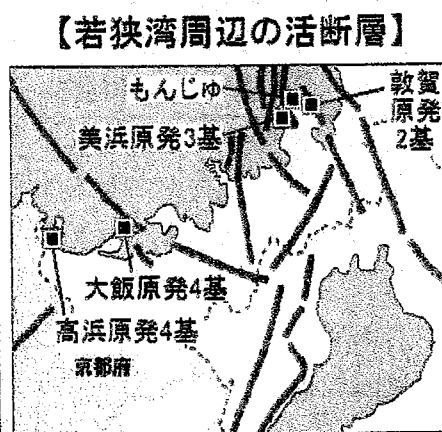 【若狭湾周辺の活断層】
もんじゅ
敦賀
原発
2基
美浜原発3基
大飯原発4基
高浜原発4基
京都府